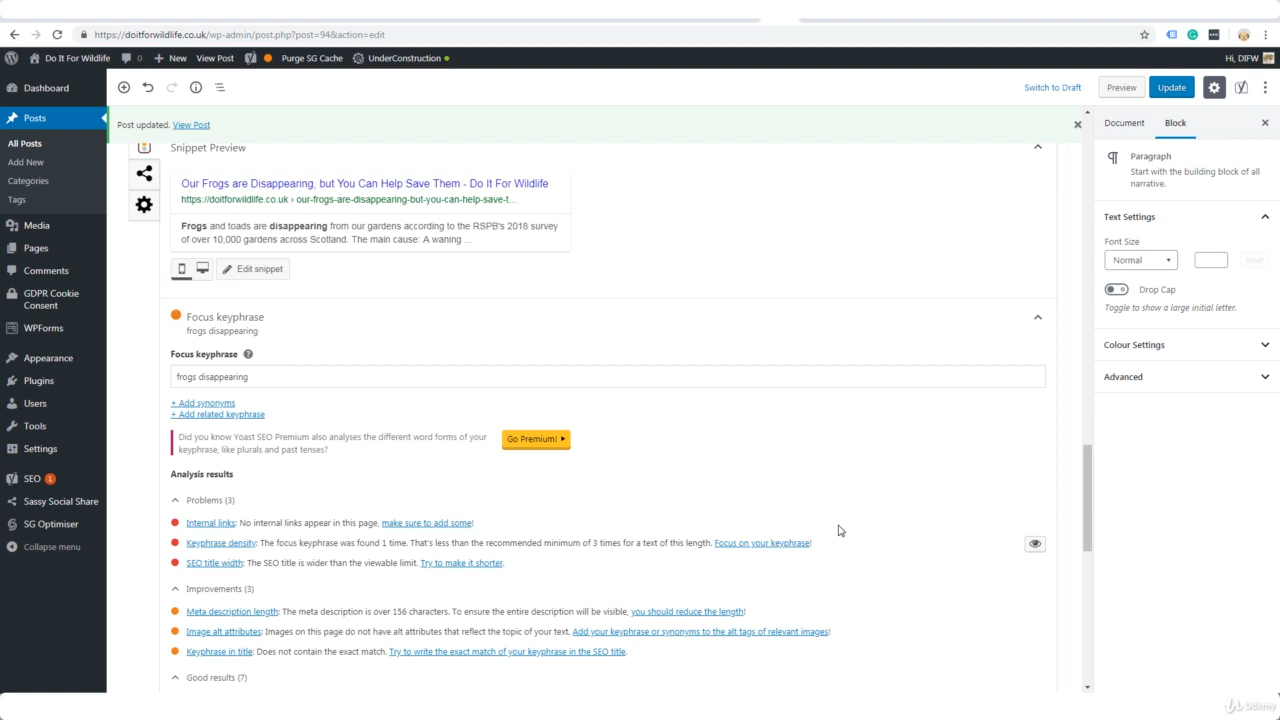 https://doitforwildlife.co.uk/wp-admin/post.php?post=94&action=edit
Do It For Wildlife 0 New View Post Purge SG Cache UnderConstruction Hi, DIFW
Dashboard
Posts
All Posts
Add New
Categories
Tags
Media
Pages
Comments
GDPR Cookie
Consent
WPForms
Appearance
Plugins
Users
Tools
Settings
SEO 1
Sassy Social Share
SG Optimiser
Collapse menu
Switch to Draft Preview Update
Post updated. View Post
Snippet Preview
Our Frogs are Disappearing, but You Can Help Save Them - Do It For Wildlife
https://doitforwildlife.co.uk › our-frogs-are-disappearing-but-you-can-help-save-t...
Frogs and toads are disappearing from our gardens according to the RSPB's 2018 survey
of over 10,000 gardens across Scotland. The main cause: A waning ...
Edit snippet
Focus keyphrase
frogs disappearing
Focus keyphrase ?
frogs disappearing
+ Add synonyms
+ Add related keyphrase
Did you know Yoast SEO Premium also analyses the different word forms of your
keyphrase, like plurals and past tenses?
Go Premium!
Analysis results
Problems (3)
Internal links: No internal links appear in this page, make sure to add some!
Keyphrase density: The focus keyphrase was found 1 time. That's less than the recommended minimum of 3 times for a text of this length. Focus on your keyphrase!
SEO title width: The SEO title is wider than the viewable limit. Try to make it shorter.
Improvements (3)
Meta description length: The meta description is over 156 characters. To ensure the entire description will be visible, you should reduce the length!
Image alt attributes: Images on this page do not have alt attributes that reflect the topic of your text. Add your keyphrase or synonyms to the alt tags of relevant images!
Keyphrase in title: Does not contain the exact match. Try to write the exact match of your keyphrase in the SEO title.
Good results (7)
Document Block
Paragraph
Start with the building block of all
narrative.
Text Settings
Font Size
Normal
Reset
Drop Cap
Toggle to show a large initial letter.
Colour Settings
Advanced
Udemy